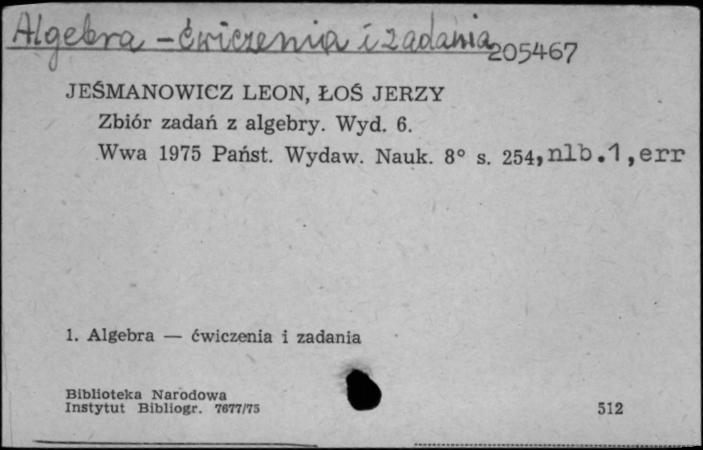 Algebra – ćwiczenia i zadania
205467
JEŚMANOWICZ LEON, ŁOŚ JERZY
Zbiór zadań z algebry. Wyd. 6.
Wwa 1975 Państ. Wydaw. Nauk. 8° s. 254, nlb.1, err
1. Algebra — ćwiczenia i zadania
Biblioteka Narodowa
Instytut Bibliogr. 7677/75
512